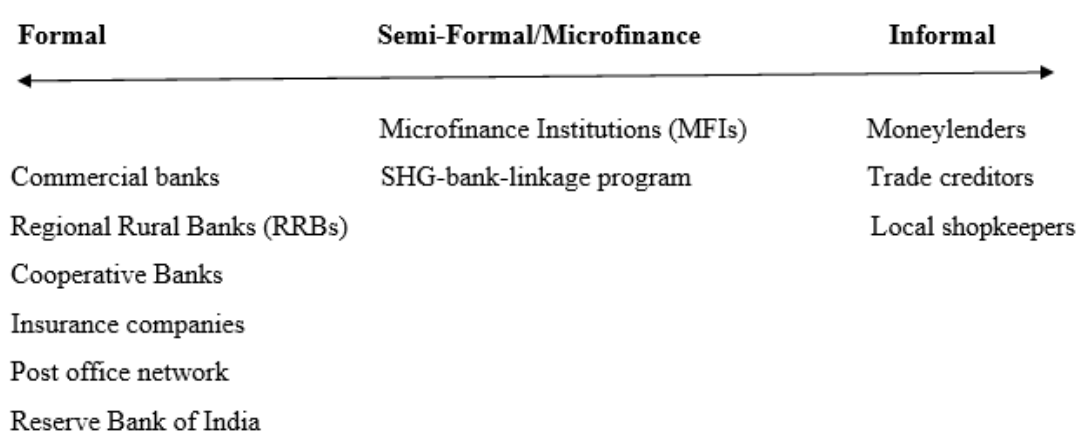 Formal Semi-Formal/Microfinance Informal
Microfinance Institutions (MFIs) Moneylenders
Commercial banks SHG-bank-linkage program Trade creditors
Regional Rural Banks (RRBs) Local shopkeepers
Cooperative Banks
Insurance companies
Post office network
Reserve Bank of India